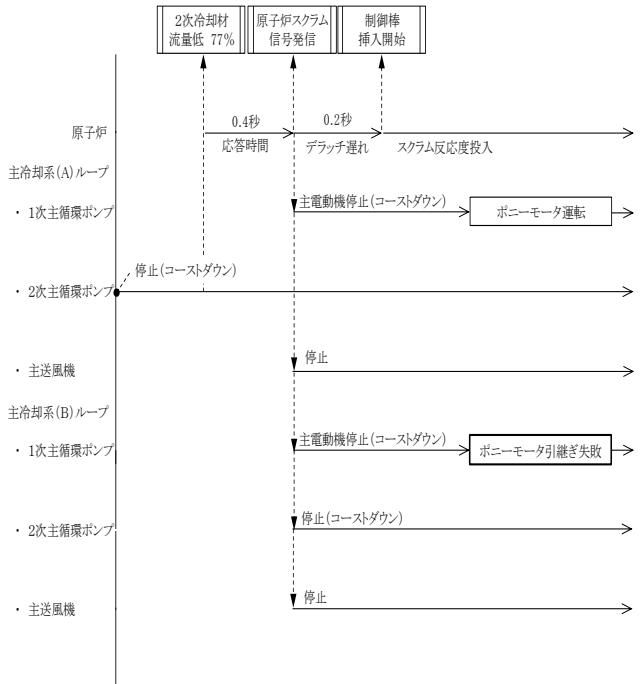 2次冷却材
流量低 77%
原子炉スクラム
信号発信
制御棒
挿入開始
0.4秒
0.2秒
原子炉
応答時間
デラッチ遅れ
スクラム反応度投入
主冷却系(A)ループ
・ 1次主循環ポンプ
主電動機停止(コーストダウン)
ポニーモータ運転
停止(コーストダウン)
・ 2次主循環ポンプ
・ 主送風機
停止
主冷却系(B)ループ
・ 1次主循環ポンプ
主電動機停止(コーストダウン)
ポニーモータ引継ぎ失敗
・ 2次主循環ポンプ
停止(コーストダウン)
・ 主送風機
停止